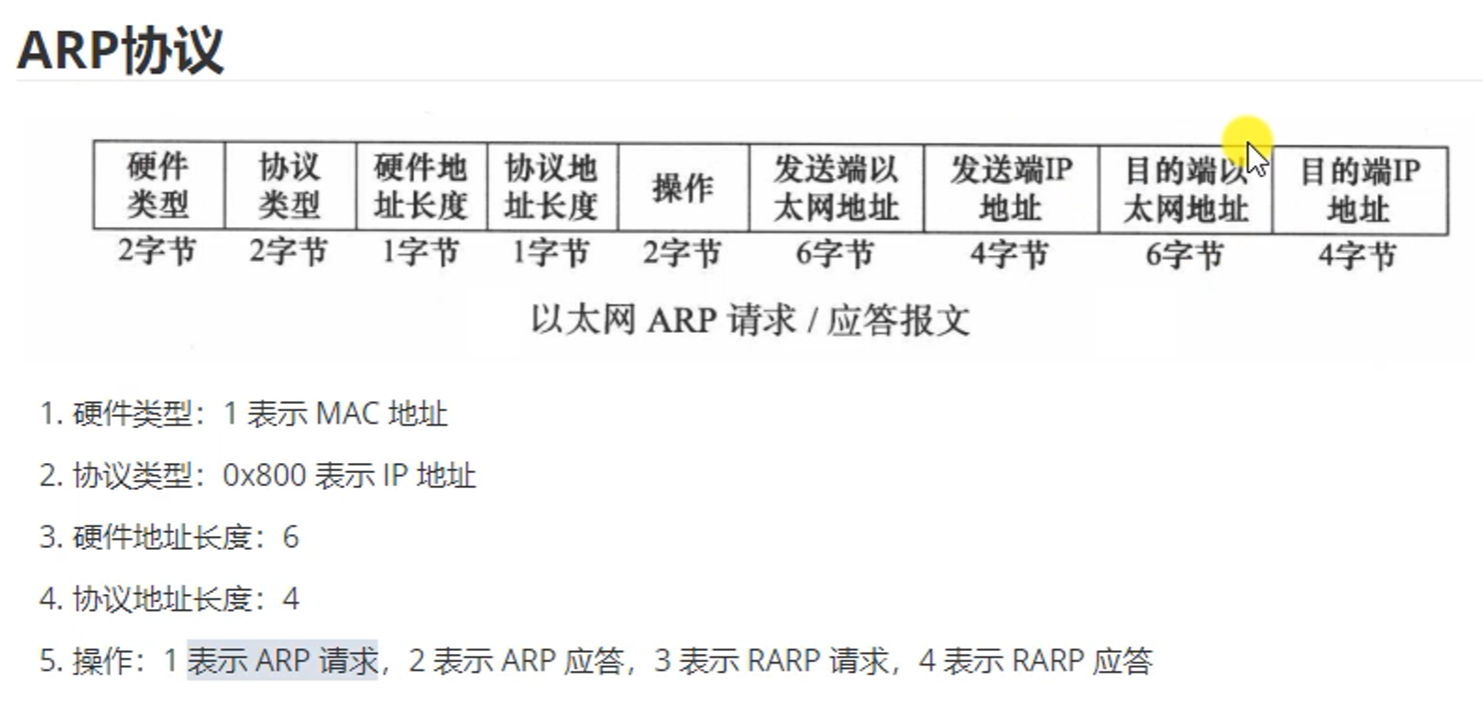 ARP协议
硬件 协议 硬件地 协议地 操作 发送端以 发送端IP 目的端以 目的端IP
类型 类型 址长度 址长度 太网地址 地址 太网地址 地址
2字节 2字节 1字节 1字节 2字节 6字节 4字节 6字节 4字节
以太网 ARP 请求 / 应答报文
1. 硬件类型：1 表示 MAC 地址
2. 协议类型：0x800 表示 IP 地址
3. 硬件地址长度：6
4. 协议地址长度：4
5. 操作：1 表示 ARP 请求，2 表示 ARP 应答，3 表示 RARP 请求，4 表示 RARP 应答